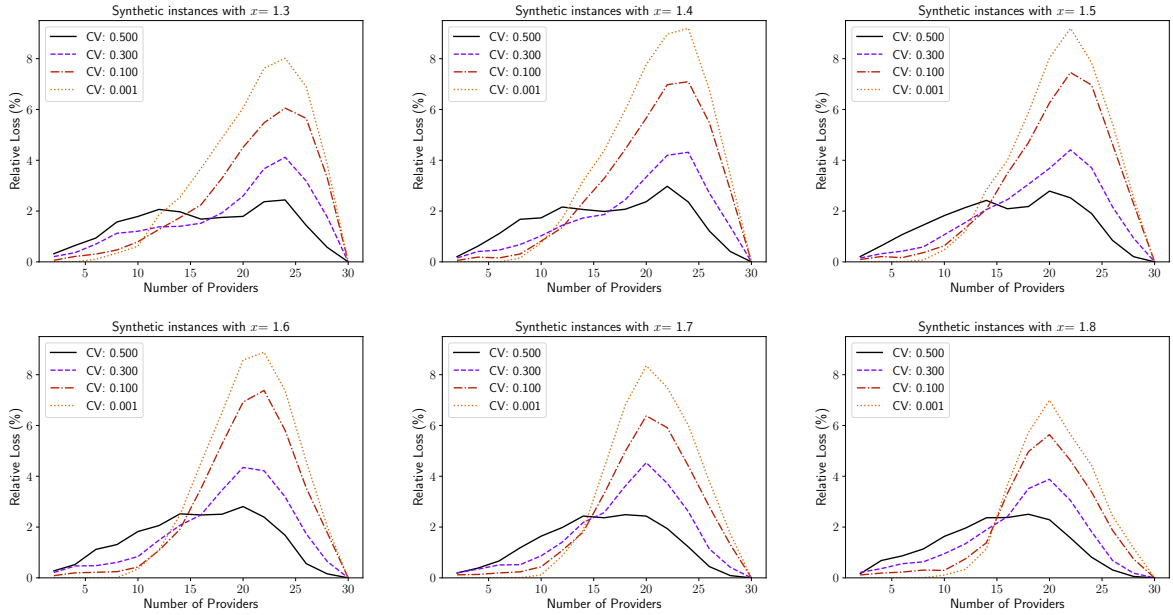 Synthetic instances with x= 1.3
CV: 0.500
CV: 0.300
CV: 0.100
CV: 0.001
Relative Loss (%)
8
6
4
2
0
5 10 15 20 25 30
Number of Providers
Synthetic instances with x= 1.4
CV: 0.500
CV: 0.300
CV: 0.100
CV: 0.001
Relative Loss (%)
8
6
4
2
0
5 10 15 20 25 30
Number of Providers
Synthetic instances with x= 1.5
CV: 0.500
CV: 0.300
CV: 0.100
CV: 0.001
Relative Loss (%)
8
6
4
2
0
5 10 15 20 25 30
Number of Providers
Synthetic instances with x= 1.6
CV: 0.500
CV: 0.300
CV: 0.100
CV: 0.001
Relative Loss (%)
8
6
4
2
0
5 10 15 20 25 30
Number of Providers
Synthetic instances with x= 1.7
CV: 0.500
CV: 0.300
CV: 0.100
CV: 0.001
Relative Loss (%)
8
6
4
2
0
5 10 15 20 25 30
Number of Providers
Synthetic instances with x= 1.8
CV: 0.500
CV: 0.300
CV: 0.100
CV: 0.001
Relative Loss (%)
8
6
4
2
0
5 10 15 20 25 30
Number of Providers